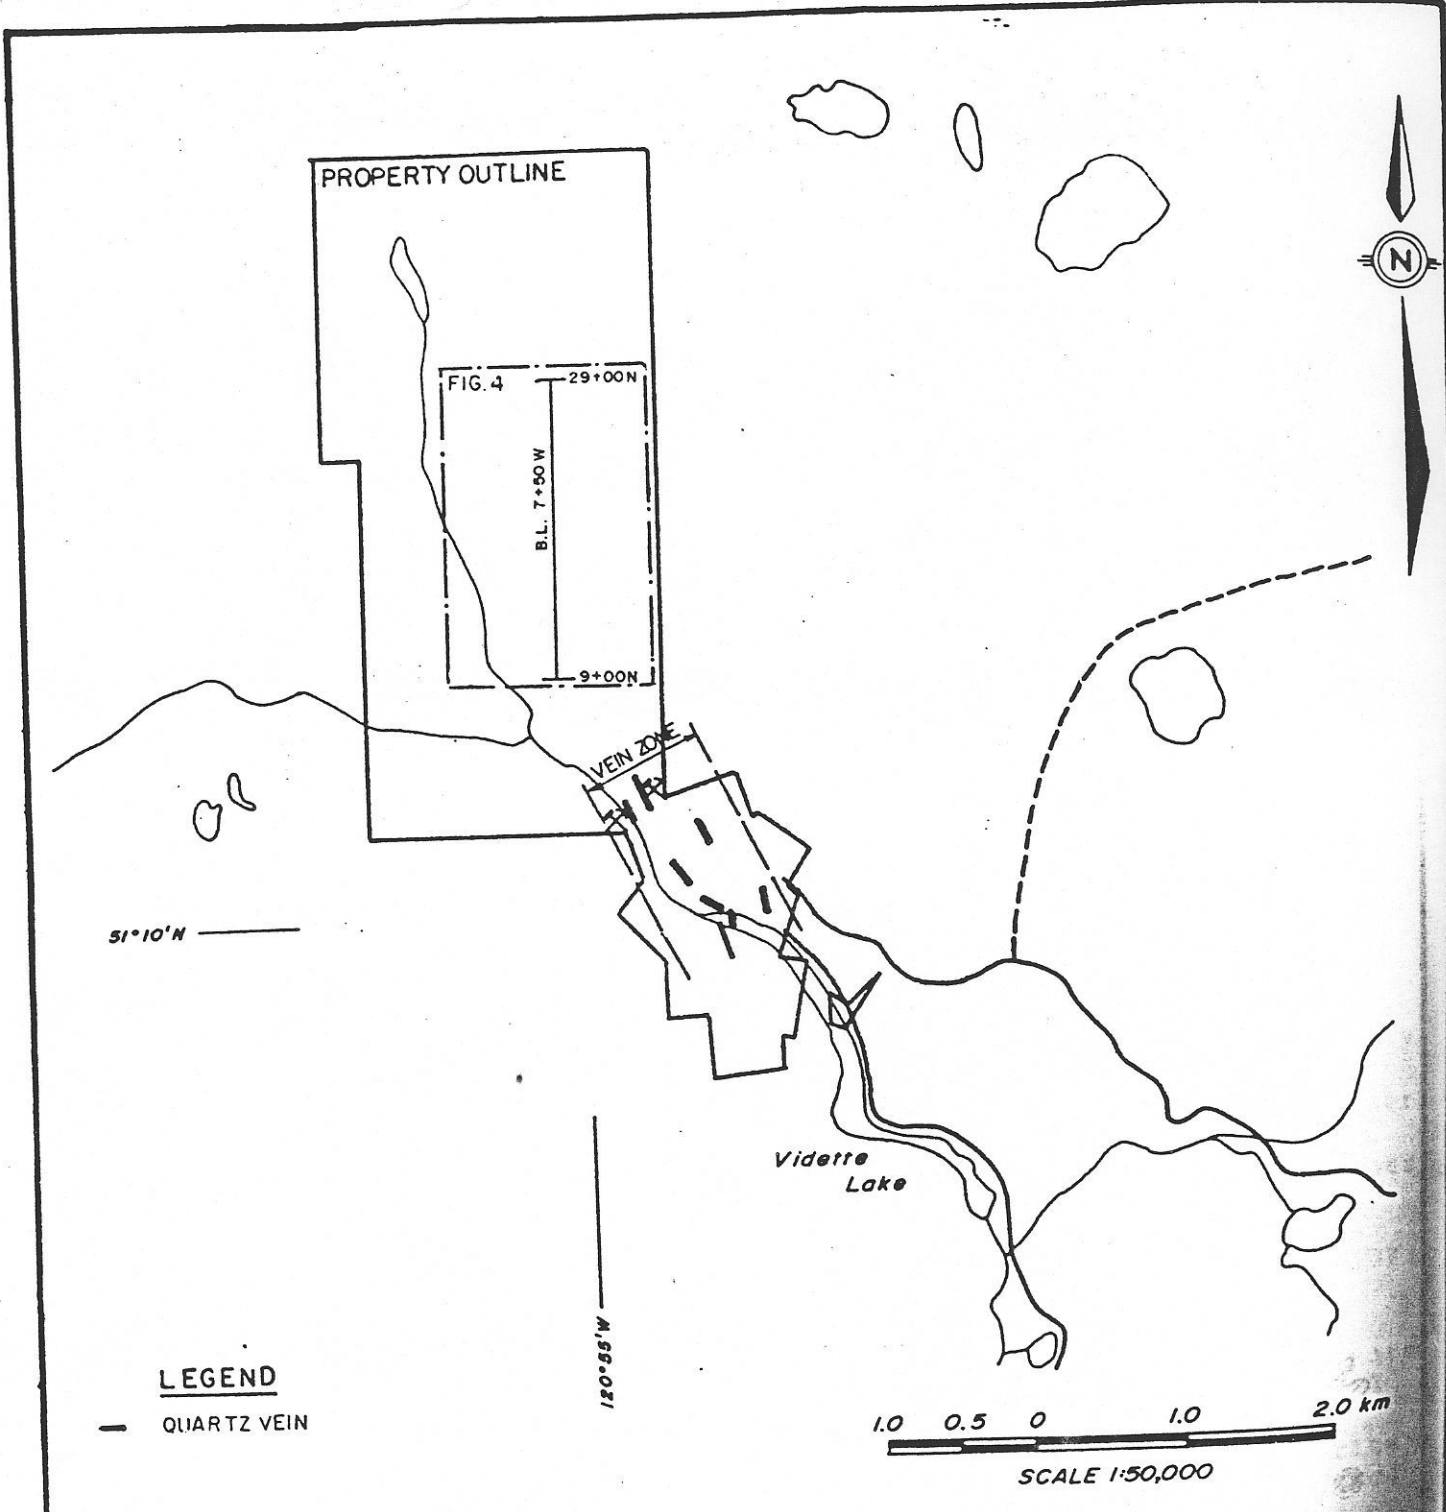 PROPERTY OUTLINE
N
FIG. 4
29+00N
B.L. 7+50 W
9+00N
VEIN ZONE
51°10'N
Vidette
Lake
120°55'W
LEGEND
QUARTZ VEIN
1.0 0.5 0 1.0 2.0 km
SCALE 1:50,000